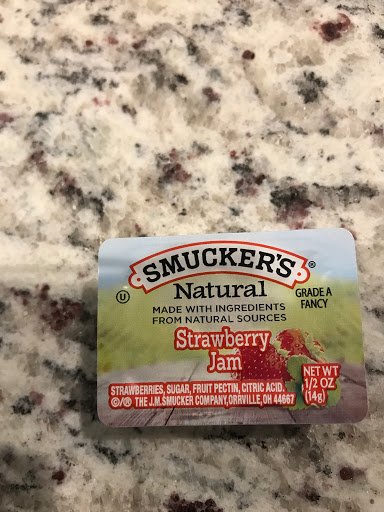 SMUCKER'S®
Natural
MADE WITH INGREDIENTS
FROM NATURAL SOURCES
U
GRADE A
FANCY
Strawberry
Jam
STRAWBERRIES, SUGAR, FRUIT PECTIN, CITRIC ACID.
©/® THE J.M.SMUCKER COMPANY, ORRVILLE, OH 44667
NET WT
1/2 OZ
(14g)